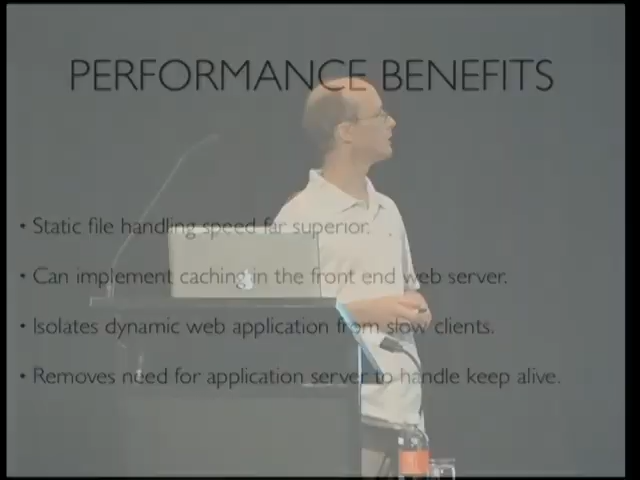 PERFORMANCE BENEFITS
• Static file handling speed far superior.
• Can implement caching in the front end web server.
• Isolates dynamic web application from slow clients.
• Removes need for application server to handle keep alive.